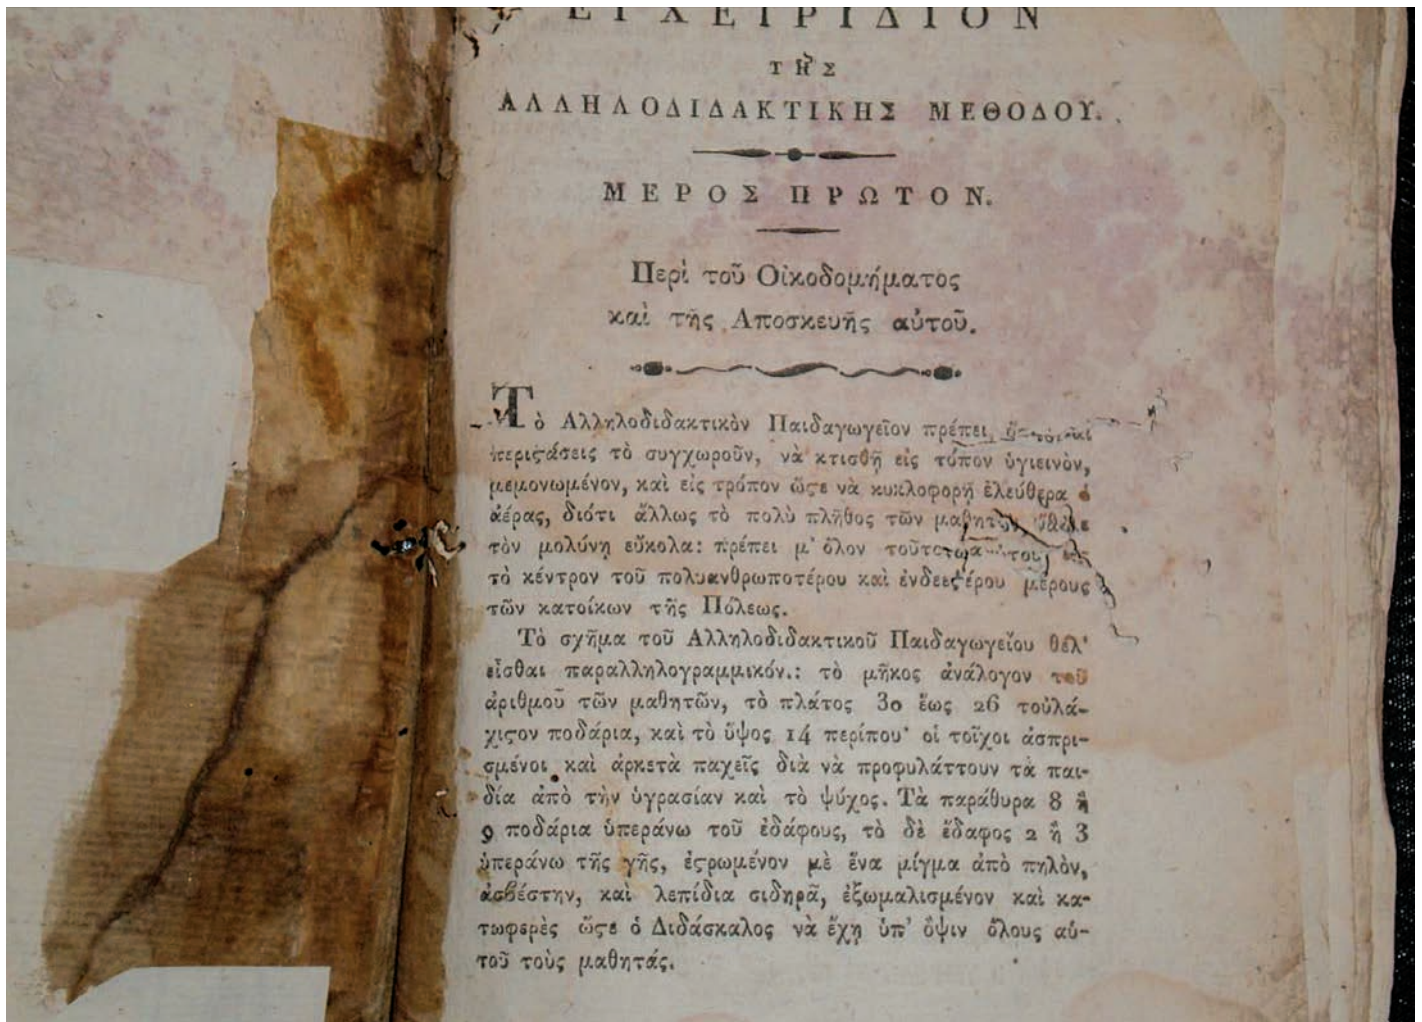 ΕΓΧΕΙΡΙΔΙΟΝ
ΤΗΣ
ΑΛΛΗΛΟΔΙΔΑΚΤΙΚΗΣ ΜΕΘΟΔΟΥ.
ΜΕΡΟΣ ΠΡΩΤΟΝ.
Περὶ τοῦ Οἰκοδομήματος
καὶ τῆς Αποσκευῆς αὐτοῦ.
Τὸ Αλληλοδιδακτικὸν Παιδαγωγεῖον πρέπει,
περιϛάσεις τὸ συγχωροῦν, νὰ κτισθῇ εἰς τόπον ὑγιεινὸν,
μεμονωμένον, καὶ εἰς τρόπον ὥϛε νὰ κυκλοφορῇ ἐλεύθερα ὁ
ἀέρας, διότι ἄλλως τὸ πολὺ πλῆθος τῶν μαθητῶν
τὸν μολύνῃ εὔκολα: πρέπει μ' ὅλον
τὸ κέντρον τοῦ πολυανθρωποτέρου καὶ ἐνδεεϛέρου μέρους
τῶν κατοίκων τῆς Πόλεως.
Τὸ σχῆμα τοῦ Αλληλοδιδακτικοῦ Παιδαγωγείου θέλ'
εἶσθαι παραλληλογραμμικόν.: τὸ μῆκος ἀνάλογον τοῦ
ἀριθμοῦ τῶν μαθητῶν, τὸ πλάτος 30 ἕως 26 τοὐλά-
χιϛον ποδάρια, καὶ τὸ ὕψος 14 περίπου· οἱ τοῖχοι ἀσπρι-
σμένοι καὶ ἀρκετὰ παχεῖς διὰ νὰ προφυλάττουν τὰ παι-
δία ἀπὸ τὴν ὑγρασίαν καὶ τὸ ψύχος. Τὰ παράθυρα 8 ἢ
9 ποδάρια ὑπεράνω τοῦ ἐδάφους, τὸ δὲ ἔδαφος 2 ἢ 3
ὑπεράνω τῆς γῆς, ἐϛρωμένον μὲ ἕνα μίγμα ἀπὸ πηλὸν,
ἀσβέστην, καὶ λεπίδια σιδηρᾶ, ἐξωμαλισμένον καὶ κα-
τωφερὲς ὥϛε ὁ Διδάσκαλος νὰ ἔχῃ ὑπ' ὄψιν ὅλους αὐ-
τοῦ τοὺς μαθητάς.